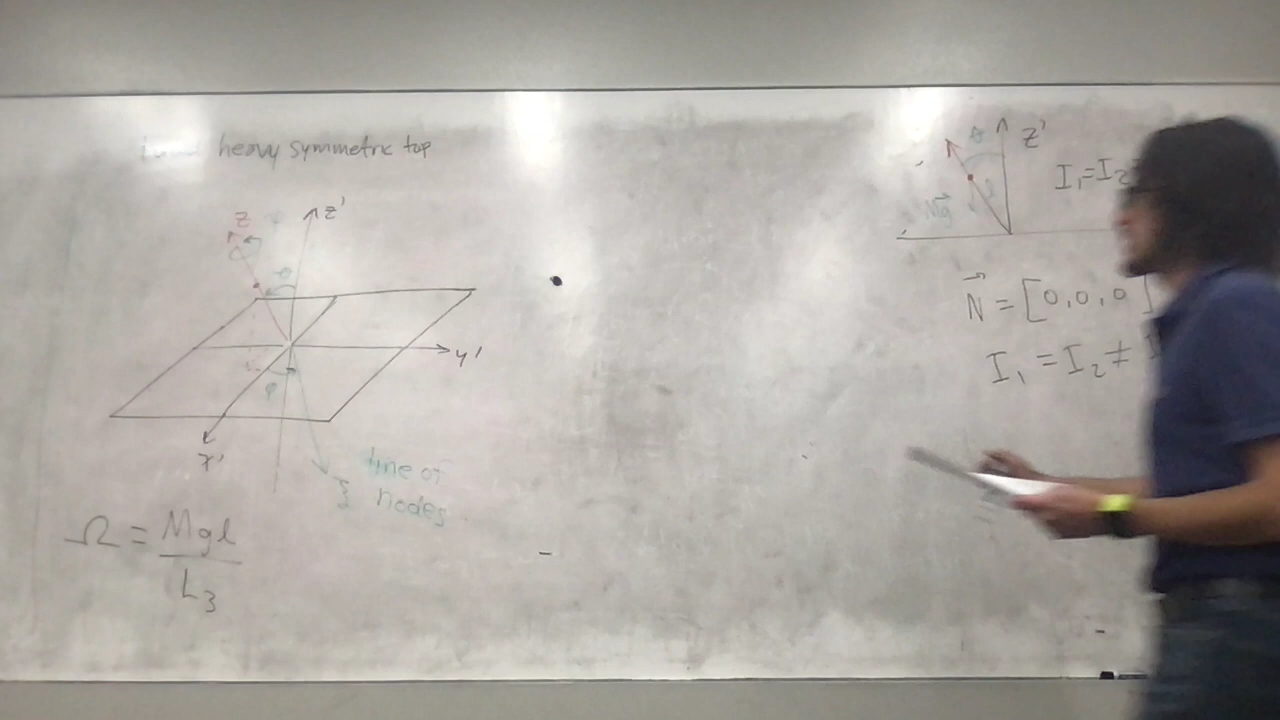 heavy symmetric top
z
z'
θ
y'
φ
x'
ξ
line of
nodes
Ω = Mgl
L₃
θ
z'
l
Mg
I₁=I₂
N⃗ = [0,0,0]
I₁ = I₂ ≠